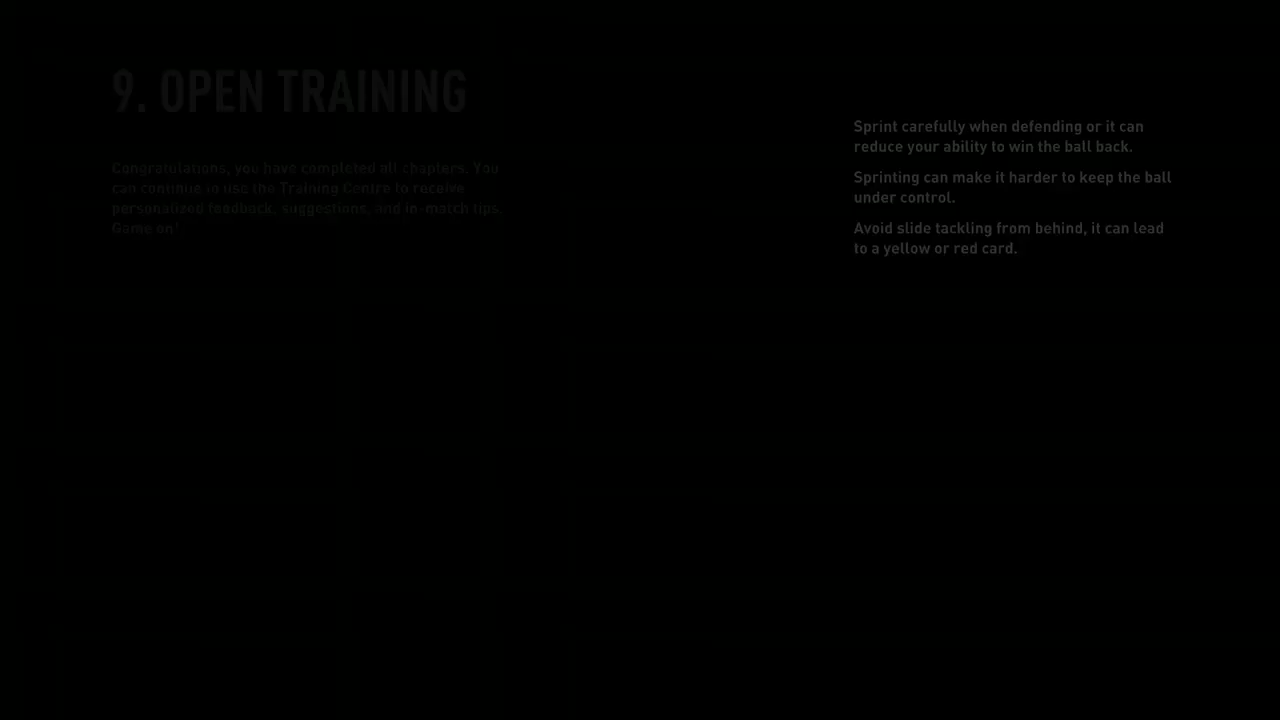 9. OPEN TRAINING
Congratulations, you have completed all chapters. You
can continue to use the Training Centre to receive
personalized feedback, suggestions, and in-match tips.
Game on!
Sprint carefully when defending or it can
reduce your ability to win the ball back.
Sprinting can make it harder to keep the ball
under control.
Avoid slide tackling from behind, it can lead
to a yellow or red card.